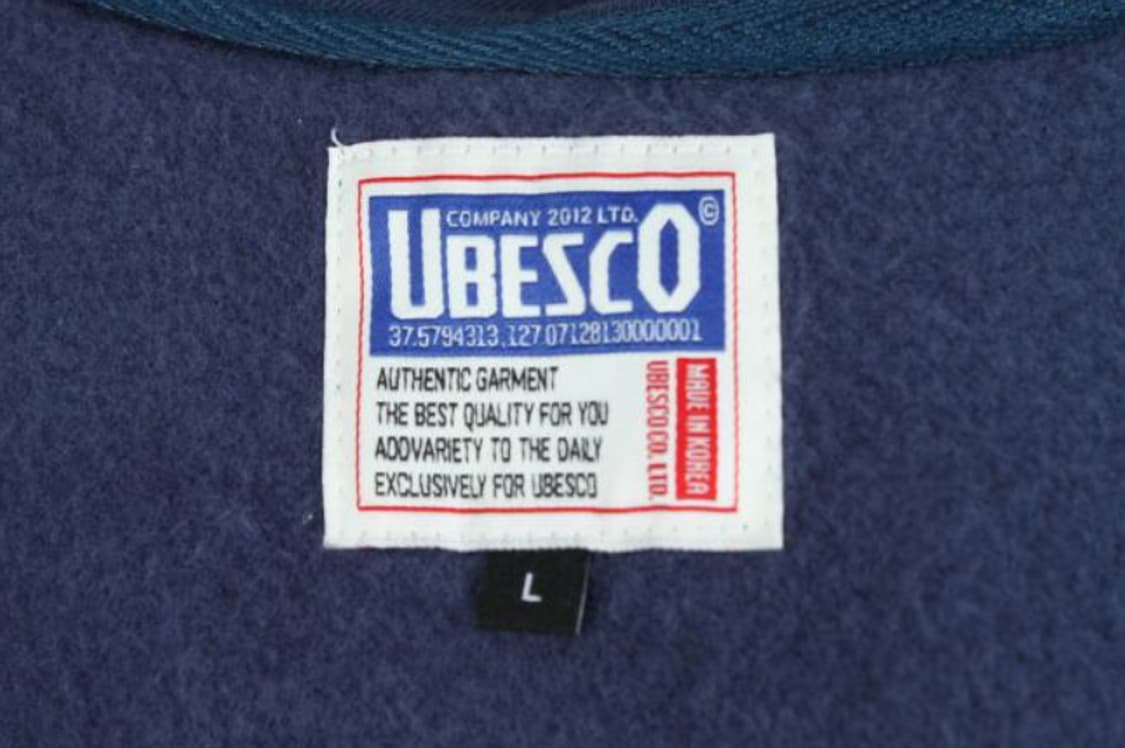 COMPANY 2012 LTD.
UBESCO ©
37.5794313,127.07128130000001
AUTHENTIC GARMENT
THE BEST QUALITY FOR YOU
ADDVARIETY TO THE DAILY
EXCLUSIVELY FOR UBESCO
MADE IN KOREA
UBESCO CO. LTD.
L